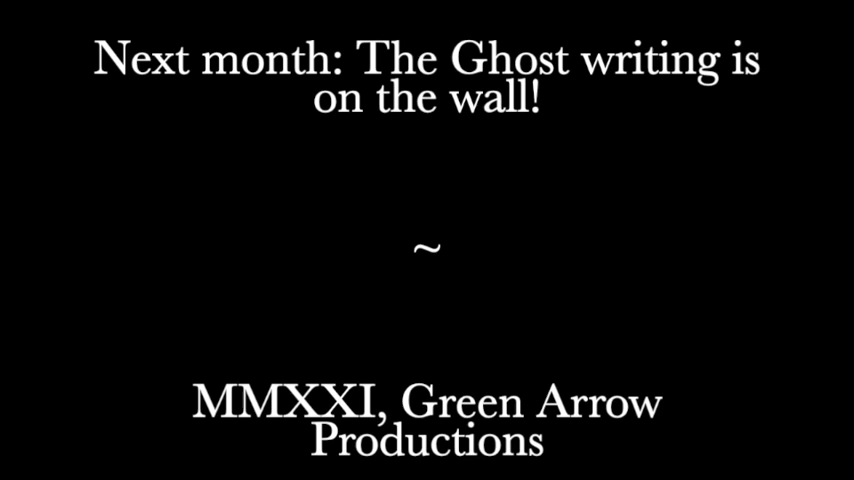 Next month: The Ghost writing is
on the wall!
~
MMXXI, Green Arrow
Productions